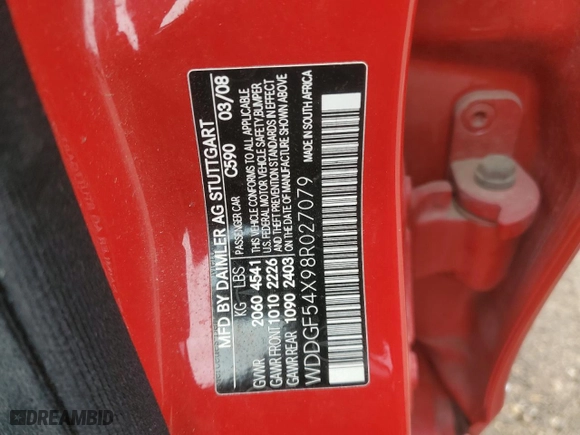 MFD BY DAIMLER AG STUTTGART
PASSENGER CAR C590 03/08
KG LBS
GVWR 2060 4541
GAWR FRONT 1010 2226
GAWR REAR 1090 2403
THIS VEHICLE CONFORMS TO ALL APPLICABLE
U.S. FEDERAL MOTOR VEHICLE SAFETY, BUMPER
AND THEFT PREVENTION STANDARDS IN EFFECT
ON THE DATE OF MANUFACTURE SHOWN ABOVE
WDDGF54X98R027079 MADE IN SOUTH AFRICA
DREAMBID